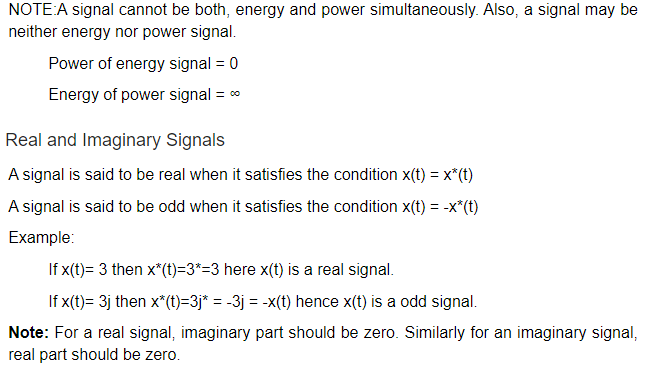 NOTE:A signal cannot be both, energy and power simultaneously. Also, a signal may be
neither energy nor power signal.
Power of energy signal = 0
Energy of power signal = ∞
Real and Imaginary Signals
A signal is said to be real when it satisfies the condition x(t) = x*(t)
A signal is said to be odd when it satisfies the condition x(t) = -x*(t)
Example:
If x(t)= 3 then x*(t)=3*=3 here x(t) is a real signal.
If x(t)= 3j then x*(t)=3j* = -3j = -x(t) hence x(t) is a odd signal.
Note: For a real signal, imaginary part should be zero. Similarly for an imaginary signal,
real part should be zero.